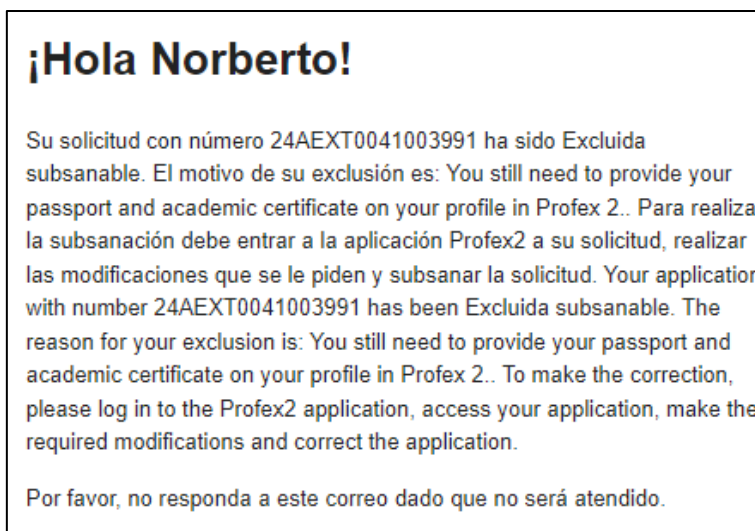 ¡Hola Norberto!
Su solicitud con número 24AEXT0041003991 ha sido Excluida
subsanable. El motivo de su exclusión es: You still need to provide your
passport and academic certificate on your profile in Profex 2.. Para realiza
la subsanación debe entrar a la aplicación Profex2 a su solicitud, realizar
las modificaciones que se le piden y subsanar la solicitud. Your application
with number 24AEXT0041003991 has been Excluida subsanable. The
reason for your exclusion is: You still need to provide your passport and
academic certificate on your profile in Profex 2.. To make the correction,
please log in to the Profex2 application, access your application, make the
required modifications and correct the application.
Por favor, no responda a este correo dado que no será atendido.